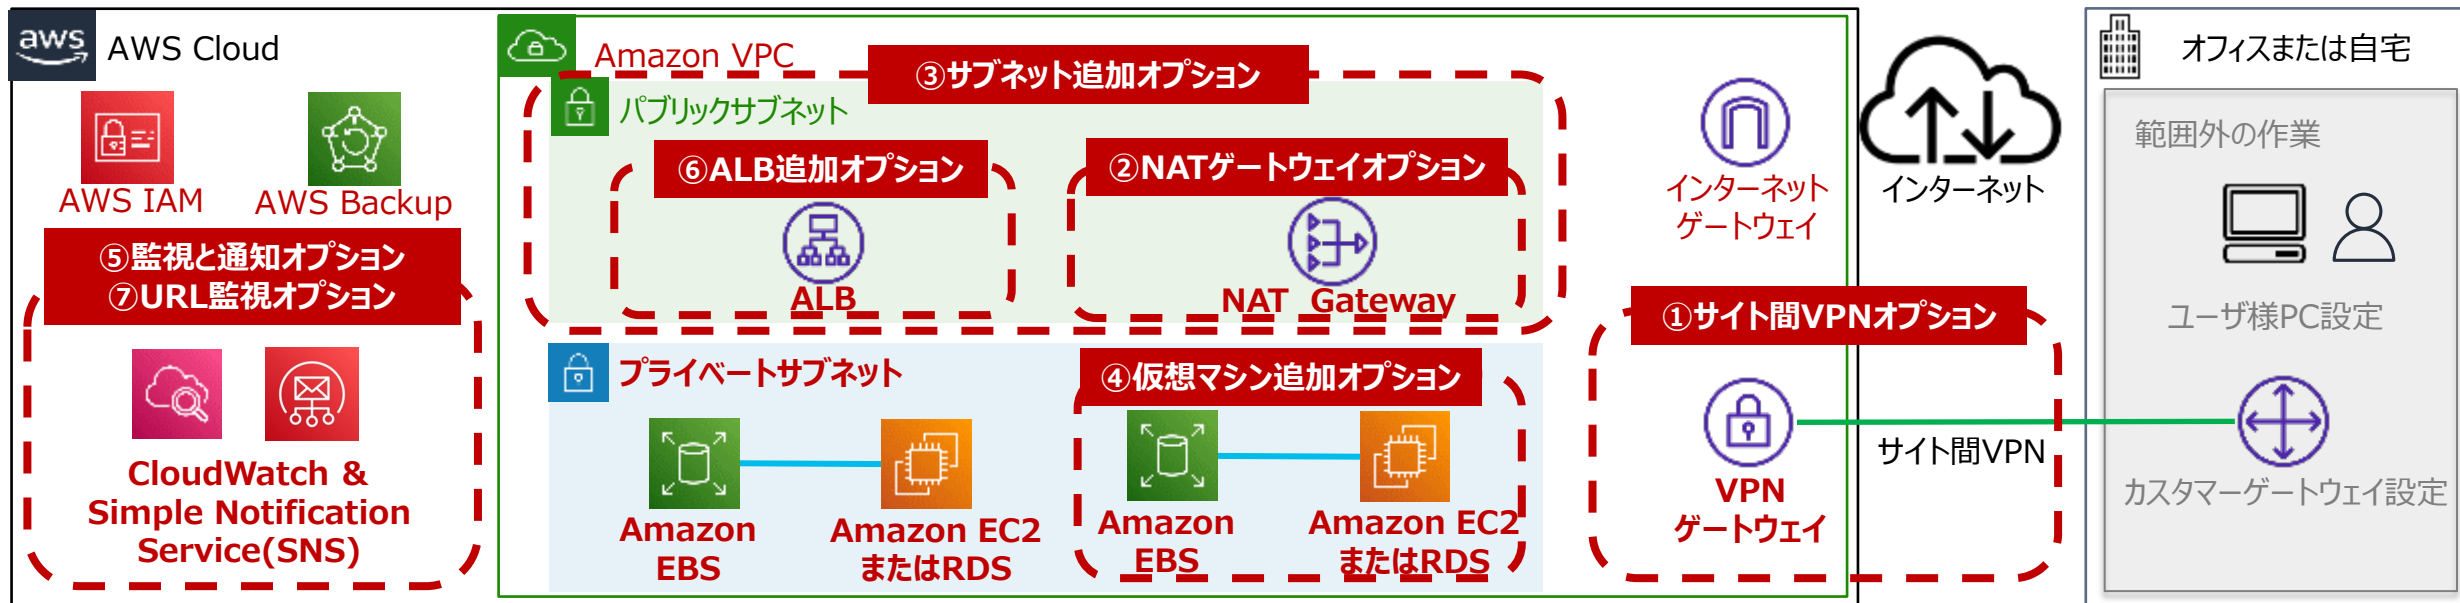 aws
AWS Cloud
AWS IAM
AWS Backup
⑤監視と通知オプション
⑦URL監視オプション
CloudWatch &
Simple Notification
Service(SNS)
Amazon VPC
③サブネット追加オプション
パブリックサブネット
⑥ALB追加オプション
ALB
②NATゲートウェイオプション
NAT Gateway
プライベートサブネット
Amazon
EBS
Amazon EC2
またはRDS
④仮想マシン追加オプション
Amazon
EBS
Amazon EC2
またはRDS
インターネット
ゲートウェイ
インターネット
①サイト間VPNオプション
VPN
ゲートウェイ
サイト間VPN
オフィスまたは自宅
範囲外の作業
ユーザ様PC設定
カスタマーゲートウェイ設定